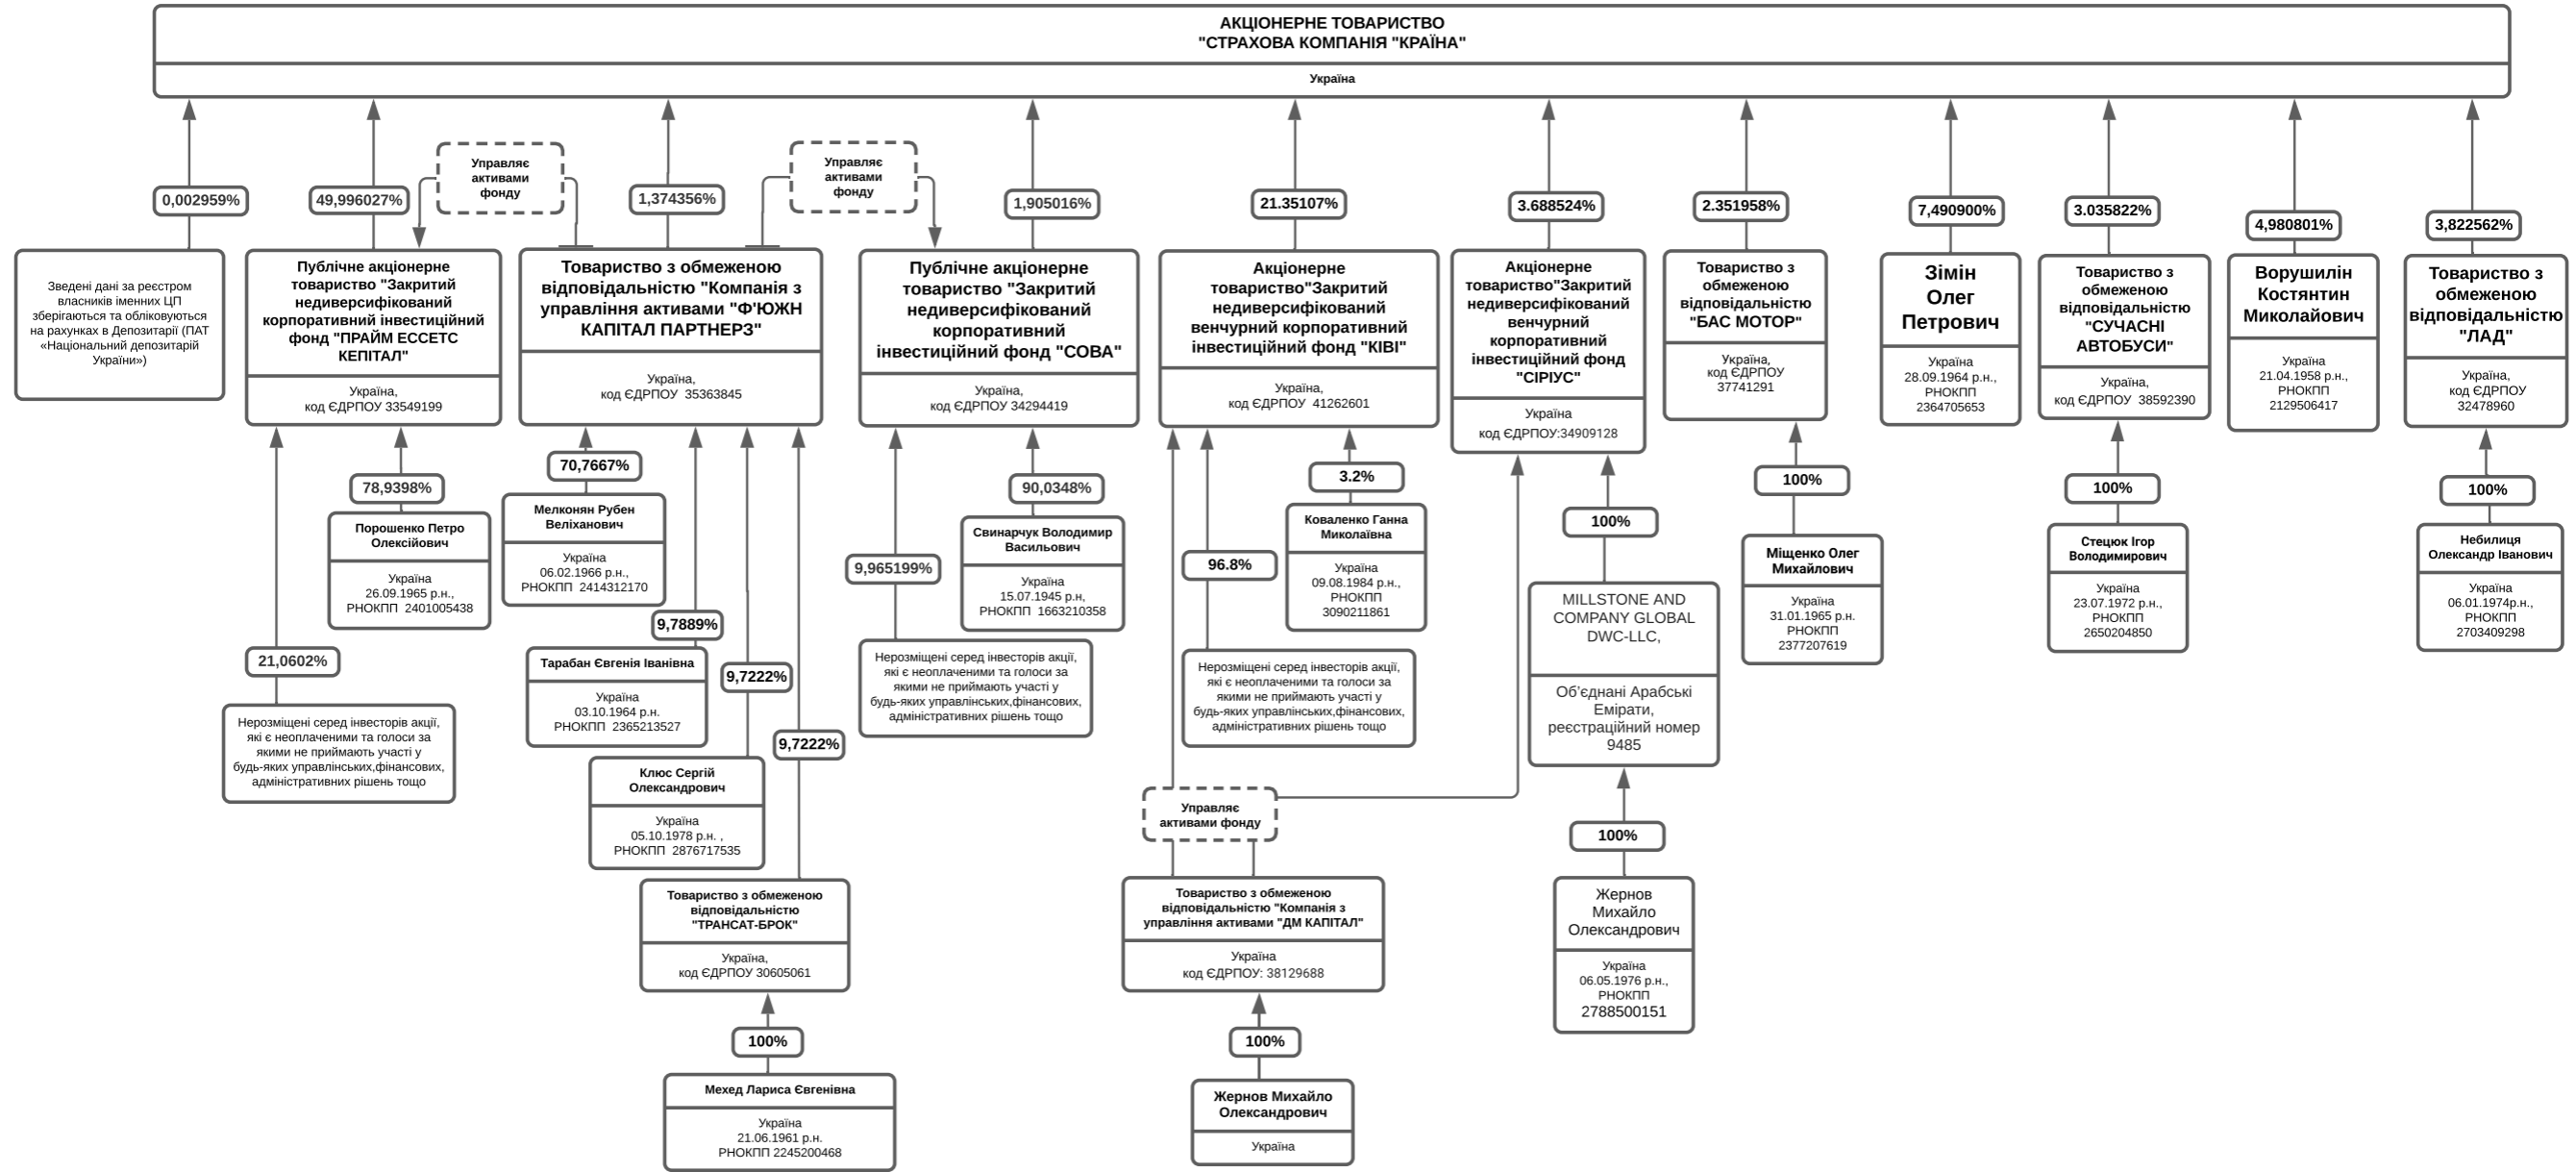 АКЦІОНЕРНЕ ТОВАРИСТВО
"СТРАХОВА КОМПАНІЯ "КРАЇНА"
Україна
0,002959%
49,996027%
Управляє
активами
фонду
1,374356%
Управляє
активами
фонду
1,905016%
21.35107%
3.688524%
2.351958%
7,490900%
3.035822%
4,980801%
3,822562%
Зведені дані за реєстром
власників іменних ЦП
зберігаються та обліковуються
на рахунках в Депозитарії (ПАТ
«Національний депозитарій
України»)
Публічне акціонерне
товариство "Закритий
недиверсифікований
корпоративний інвестиційний
фонд "ПРАЙМ ЕССЕТС
КЕПІТАЛ"
Україна,
код ЄДРПОУ 33549199
Товариство з обмеженою
відповідальністю "Компанія з
управління активами "Ф'ЮЖН
КАПІТАЛ ПАРТНЕРЗ"
Україна,
код ЄДРПОУ 35363845
Публічне акціонерне
товариство "Закритий
недиверсифікований
корпоративний
інвестиційний фонд "СОВА"
Україна,
код ЄДРПОУ 34294419
Акціонерне
товариство"Закритий
недиверсифікований
венчурний корпоративний
інвестиційний фонд "КІВІ"
Україна,
код ЄДРПОУ 41262601
Акціонерне
товариство"Закритий
недиверсифікований
венчурний
корпоративний
інвестиційний фонд
"СІРІУС"
Україна
код ЄДРПОУ:34909128
Товариство з
обмеженою
відповідальністю
"БАС МОТОР"
Україна,
код ЄДРПОУ
37741291
Зімін
Олег
Петрович
Україна
28.09.1964 р.н.,
РНОКПП
2364705653
Товариство з
обмеженою
відповідальністю
"СУЧАСНІ
АВТОБУСИ"
Україна,
код ЄДРПОУ 38592390
Ворушилін
Костянтин
Миколайович
Україна
21.04.1958 р.н.,
РНОКПП
2129506417
Товариство з
обмеженою
відповідальністю
"ЛАД"
Україна,
код ЄДРПОУ
32478960
78,9398%
Порошенко Петро
Олексійович
Україна
26.09.1965 р.н.,
РНОКПП 2401005438
21,0602%
Нерозміщені серед інвесторів акції,
які є неоплаченими та голоси за
якими не приймають участі у
будь-яких управлінських,фінансових,
адміністративних рішень тощо
70,7667%
Мелконян Рубен
Веліханович
Україна
06.02.1966 р.н.,
РНОКПП 2414312170
9,7889%
Тарабан Євгенія Іванівна
Україна
03.10.1964 р.н.
РНОКПП 2365213527
9,7222%
Клюс Сергій
Олександрович
Україна
05.10.1978 р.н. ,
РНОКПП 2876717535
9,7222%
Товариство з обмеженою
відповідальністю
"ТРАНСАТ-БРОК"
Україна,
код ЄДРПОУ 30605061
100%
Мехед Лариса Євгенівна
Україна
21.06.1961 р.н.
РНОКПП 2245200468
9,965199%
Нерозміщені серед інвесторів акції,
які є неоплаченими та голоси за
якими не приймають участі у
будь-яких управлінських,фінансових,
адміністративних рішень тощо
90,0348%
Свинарчук Володимир
Васильович
Україна
15.07.1945 р.н,
РНОКПП 1663210358
96.8%
Нерозміщені серед інвесторів акції,
які є неоплаченими та голоси за
якими не приймають участі у
будь-яких управлінських,фінансових,
адміністративних рішень тощо
3.2%
Коваленко Ганна
Миколаївна
Україна
09.08.1984 р.н.,
РНОКПП
3090211861
Управляє
активами фонду
Товариство з обмеженою
відповідальністю "Компанія з
управління активами "ДМ КАПІТАЛ"
Україна
код ЄДРПОУ: 38129688
100%
Жернов Михайло
Олександрович
Україна
100%
MILLSTONE AND
COMPANY GLOBAL
DWC-LLC,
Об'єднані Арабські
Емірати,
реєстраційний номер
9485
100%
Жернов
Михайло
Олександрович
Україна
06.05.1976 р.н.,
РНОКПП
2788500151
100%
Міщенко Олег
Михайлович
Україна
31.01.1965 р.н.
РНОКПП
2377207619
100%
Стецюк Ігор
Володимирович
Україна
23.07.1972 р.н.,
РНОКПП
2650204850
100%
Небилиця
Олександр Іванович
Україна
06.01.1974р.н.,
РНОКПП
2703409298